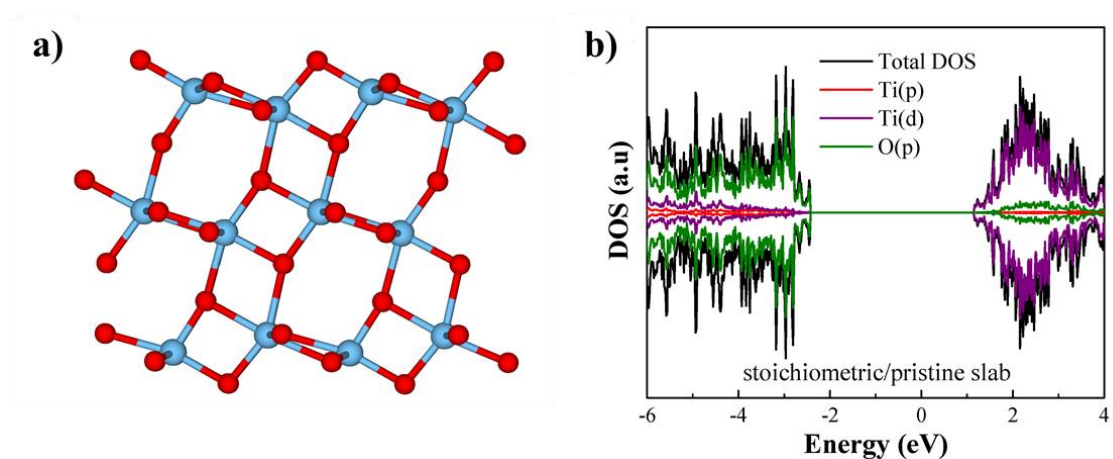 a)
b)
Total DOS
Ti(p)
Ti(d)
O(p)
DOS (a.u)
stoichiometric/pristine slab
-6 -4 -2 0 2 4
Energy (eV)